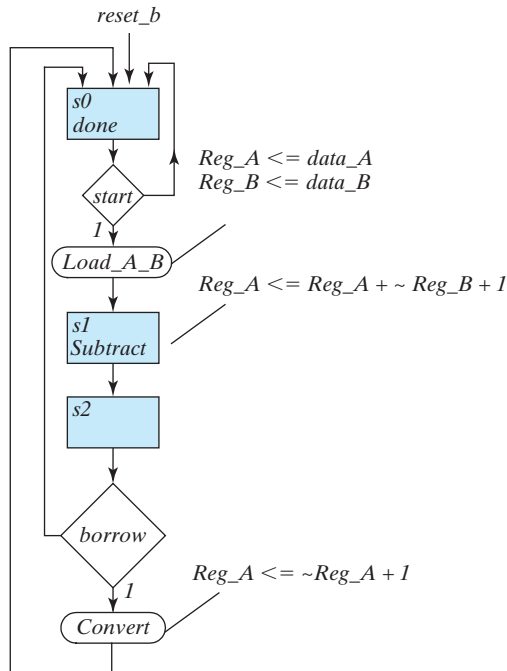 reset_b
s0
done
Reg_A <= data_A
Reg_B <= data_B
start
1
Load_A_B
Reg_A <= Reg_A + ~ Reg_B + 1
s1
Subtract
s2
borrow
Reg_A <= ~Reg_A + 1
1
Convert